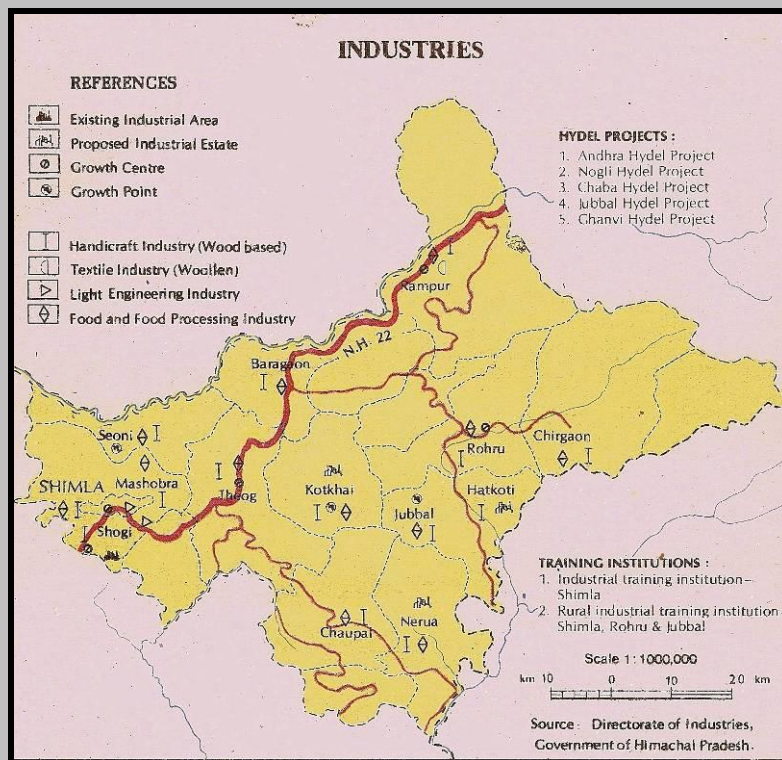 INDUSTRIES
REFERENCES
Existing Industrial Area
Proposed Industrial Estate
Growth Centre
Growth Point
Handicraft Industry (Wood based)
Textile Industry (Woollen)
Light Engineering Industry
Food and Food Processing Industry
HYDEL PROJECTS :
1. Andhra Hydel Project
2. Nogli Hydel Project
3. Chaba Hydel Project
4. Jubbal Hydel Project
5. Ghanvi Hydel Project
Rampur
N.H. 22
Baragaon
Seoni
Mashobra
SHIMLA
Shogi
Theog
Kotkhai
Jubbal
Rohru
Chirgaon
Hatkoti
Chaupal
Nerua
TRAINING INSTITUTIONS :
1. Industrial training institution–
Shimla
2. Rural industrial training institution
Shimla, Rohru & Jubbal
Scale 1:1000,000
km 10 0 10 20 km
Source : Directorate of Industries,
Government of Himachal Pradesh.